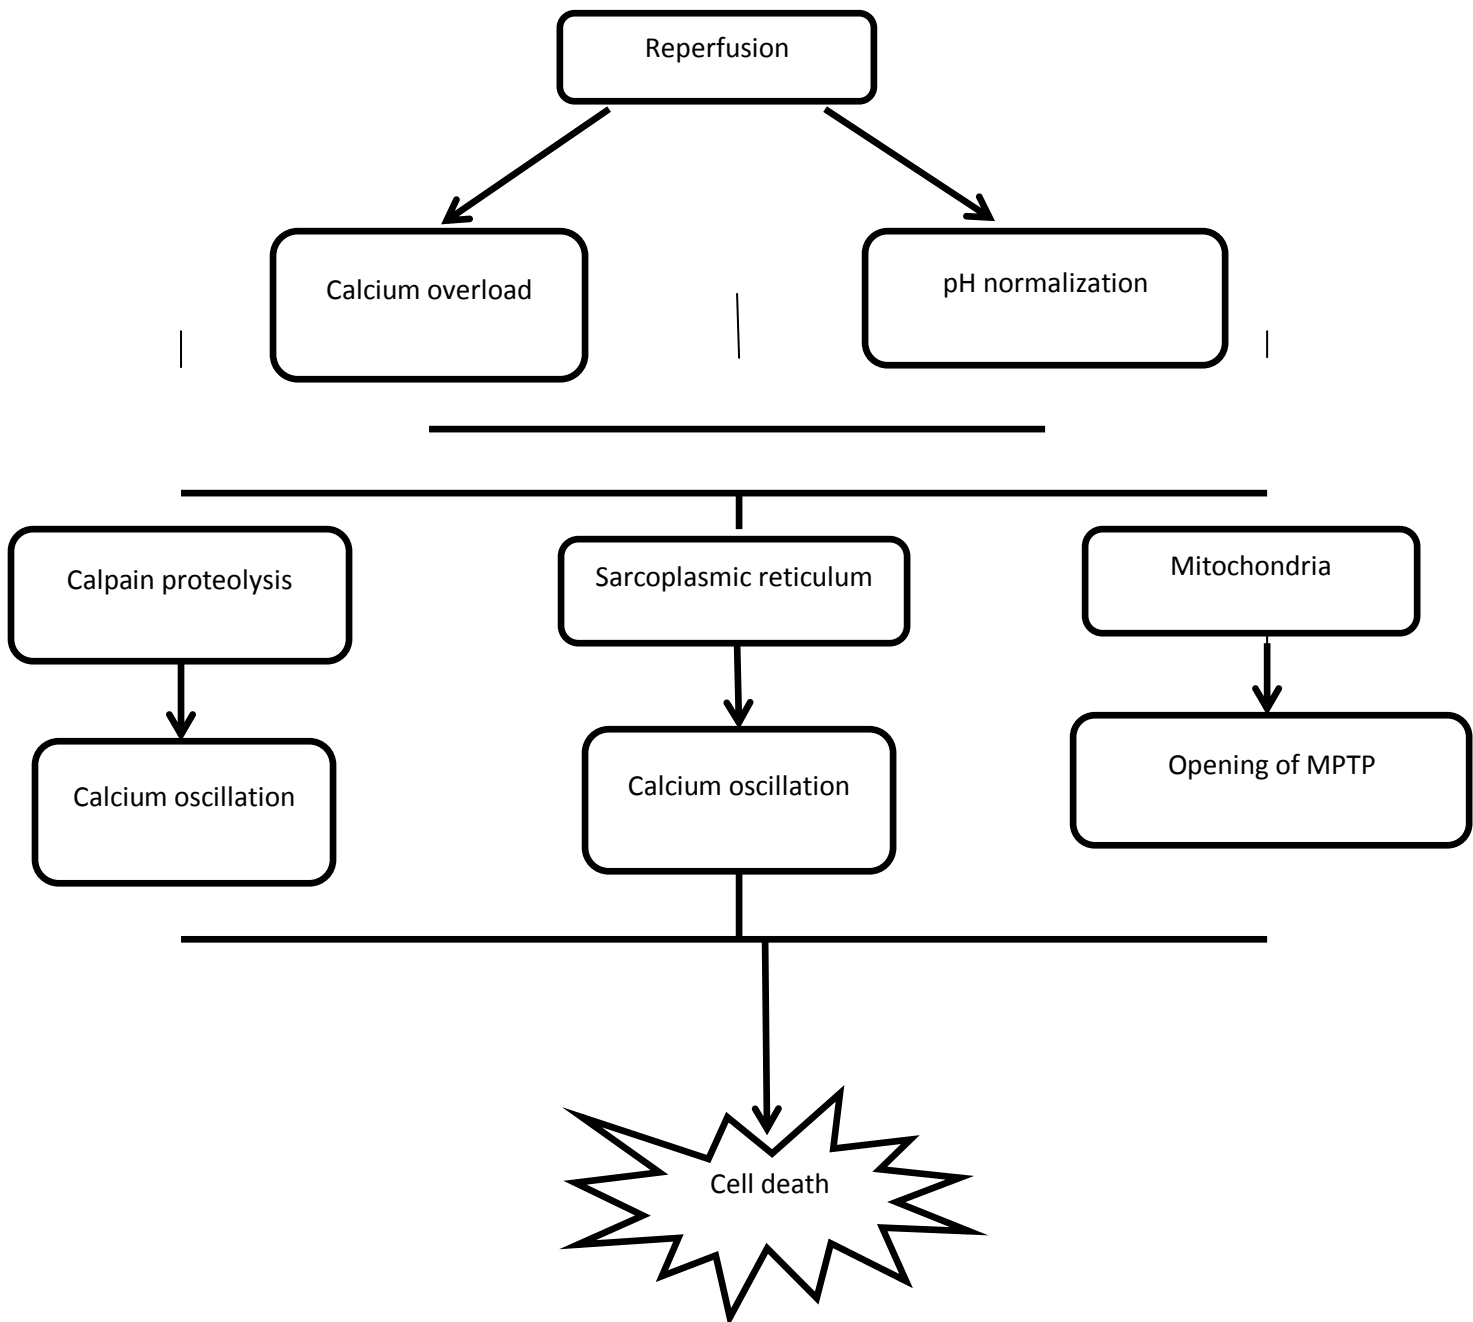 Reperfusion
Calcium overload
pH normalization
Calpain proteolysis
Sarcoplasmic reticulum
Mitochondria
Calcium oscillation
Calcium oscillation
Opening of MPTP
Cell death